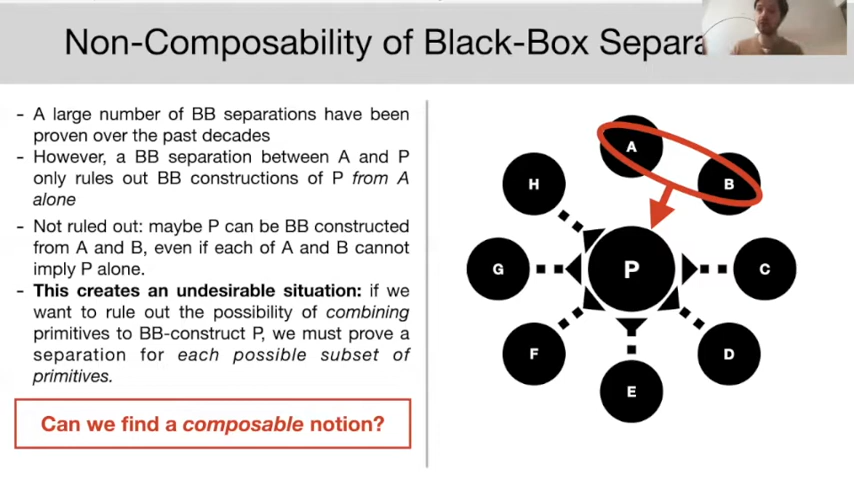 Non-Composability of Black-Box Separa
- A large number of BB separations have been
proven over the past decades
- However, a BB separation between A and P
only rules out BB constructions of P from A
alone
- Not ruled out: maybe P can be BB constructed
from A and B, even if each of A and B cannot
imply P alone.
- This creates an undesirable situation: if we
want to rule out the possibility of combining
primitives to BB-construct P, we must prove a
separation for each possible subset of
primitives.
Can we find a composable notion?
A
B
H
G
P
C
F
D
E